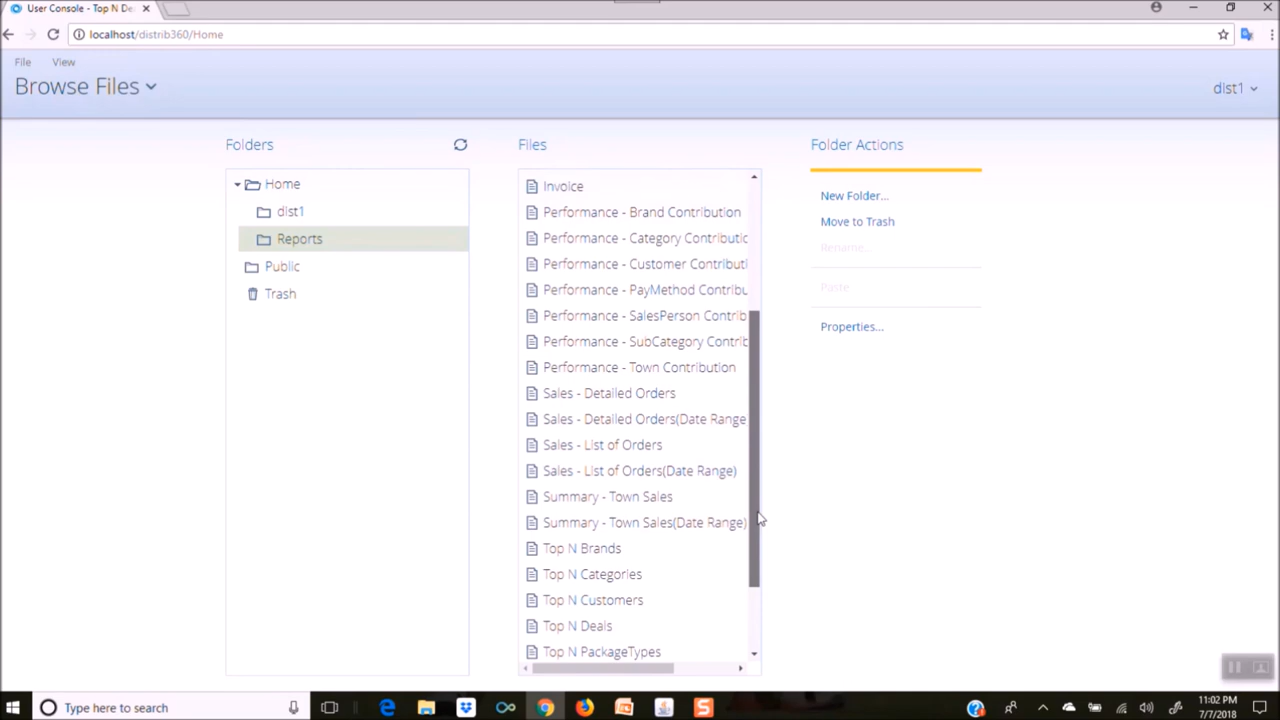 User Console - Top N De
localhost/distrib360/Home
File View
Browse Files
dist1
Folders
Home
dist1
Reports
Public
Trash
Files
Invoice
Performance - Brand Contribution
Performance - Category Contributic
Performance - Customer Contributi
Performance - PayMethod Contribu
Performance - SalesPerson Contrib
Performance - SubCategory Contrib
Performance - Town Contribution
Sales - Detailed Orders
Sales - Detailed Orders(Date Range
Sales - List of Orders
Sales - List of Orders(Date Range)
Summary - Town Sales
Summary - Town Sales(Date Range)
Top N Brands
Top N Categories
Top N Customers
Top N Deals
Top N PackageTypes
Folder Actions
New Folder...
Move to Trash
Rename...
Paste
Properties...
Type here to search
11:02 PM
7/7/2018